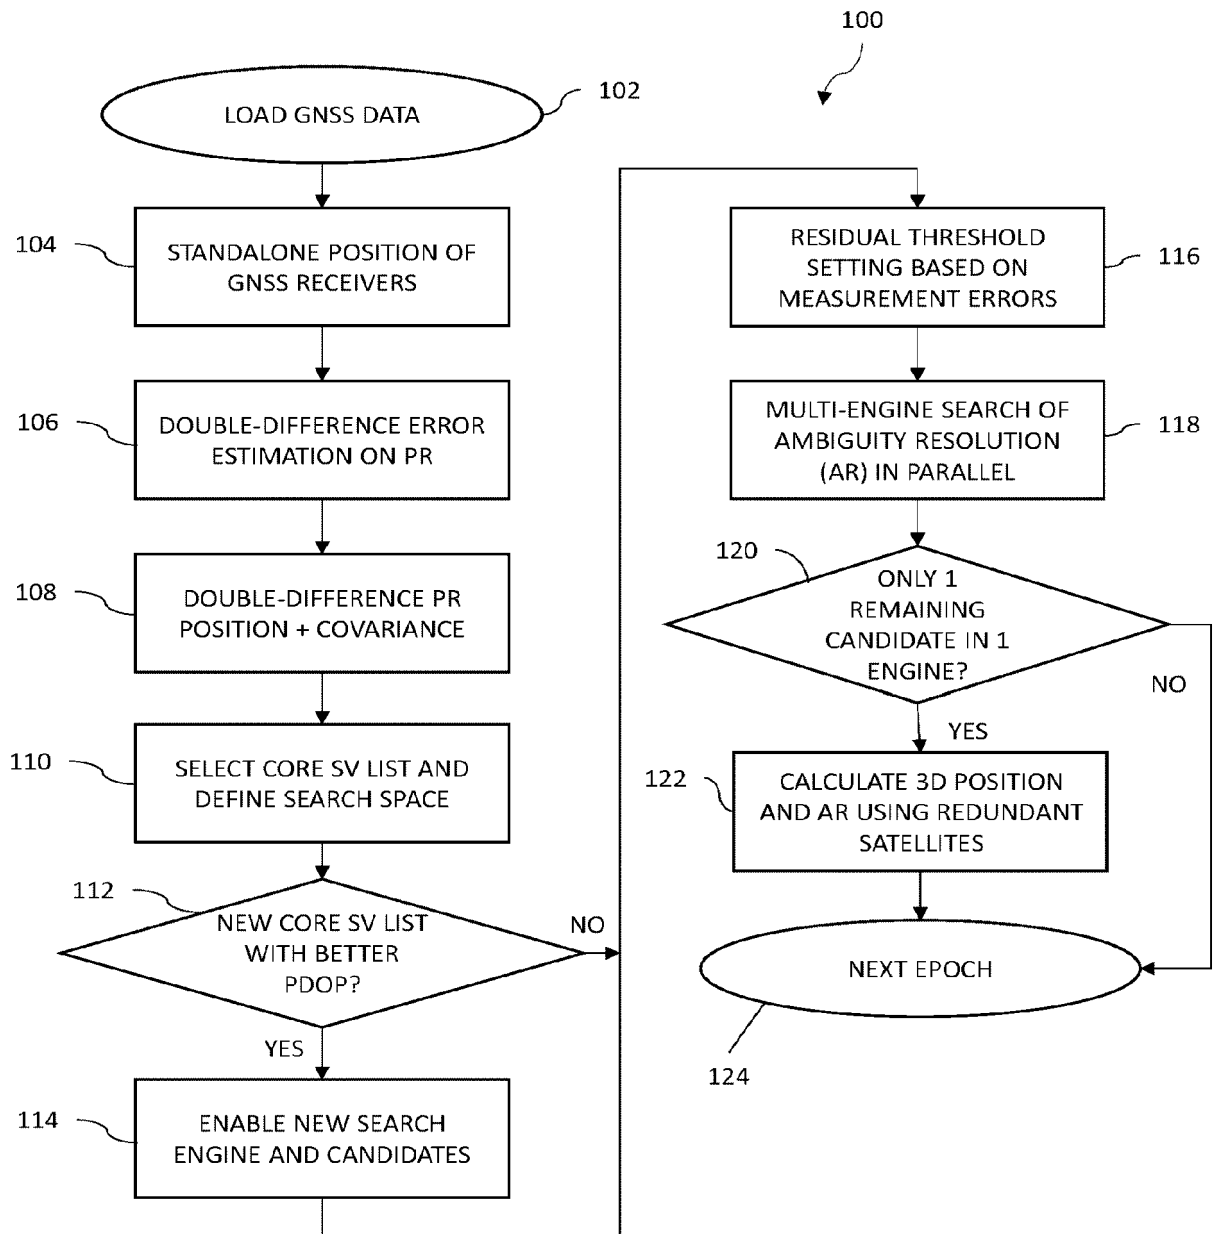 100
LOAD GNSS DATA
102
104
STANDALONE POSITION OF
GNSS RECEIVERS
106
DOUBLE-DIFFERENCE ERROR
ESTIMATION ON PR
108
DOUBLE-DIFFERENCE PR
POSITION + COVARIANCE
110
SELECT CORE SV LIST AND
DEFINE SEARCH SPACE
112
NEW CORE SV LIST
WITH BETTER
PDOP?
NO
YES
114
ENABLE NEW SEARCH
ENGINE AND CANDIDATES
RESIDUAL THRESHOLD
SETTING BASED ON
MEASUREMENT ERRORS
116
MULTI-ENGINE SEARCH OF
AMBIGUITY RESOLUTION
(AR) IN PARALLEL
118
120
ONLY 1
REMAINING
CANDIDATE IN 1
ENGINE?
NO
YES
122
CALCULATE 3D POSITION
AND AR USING REDUNDANT
SATELLITES
NEXT EPOCH
124